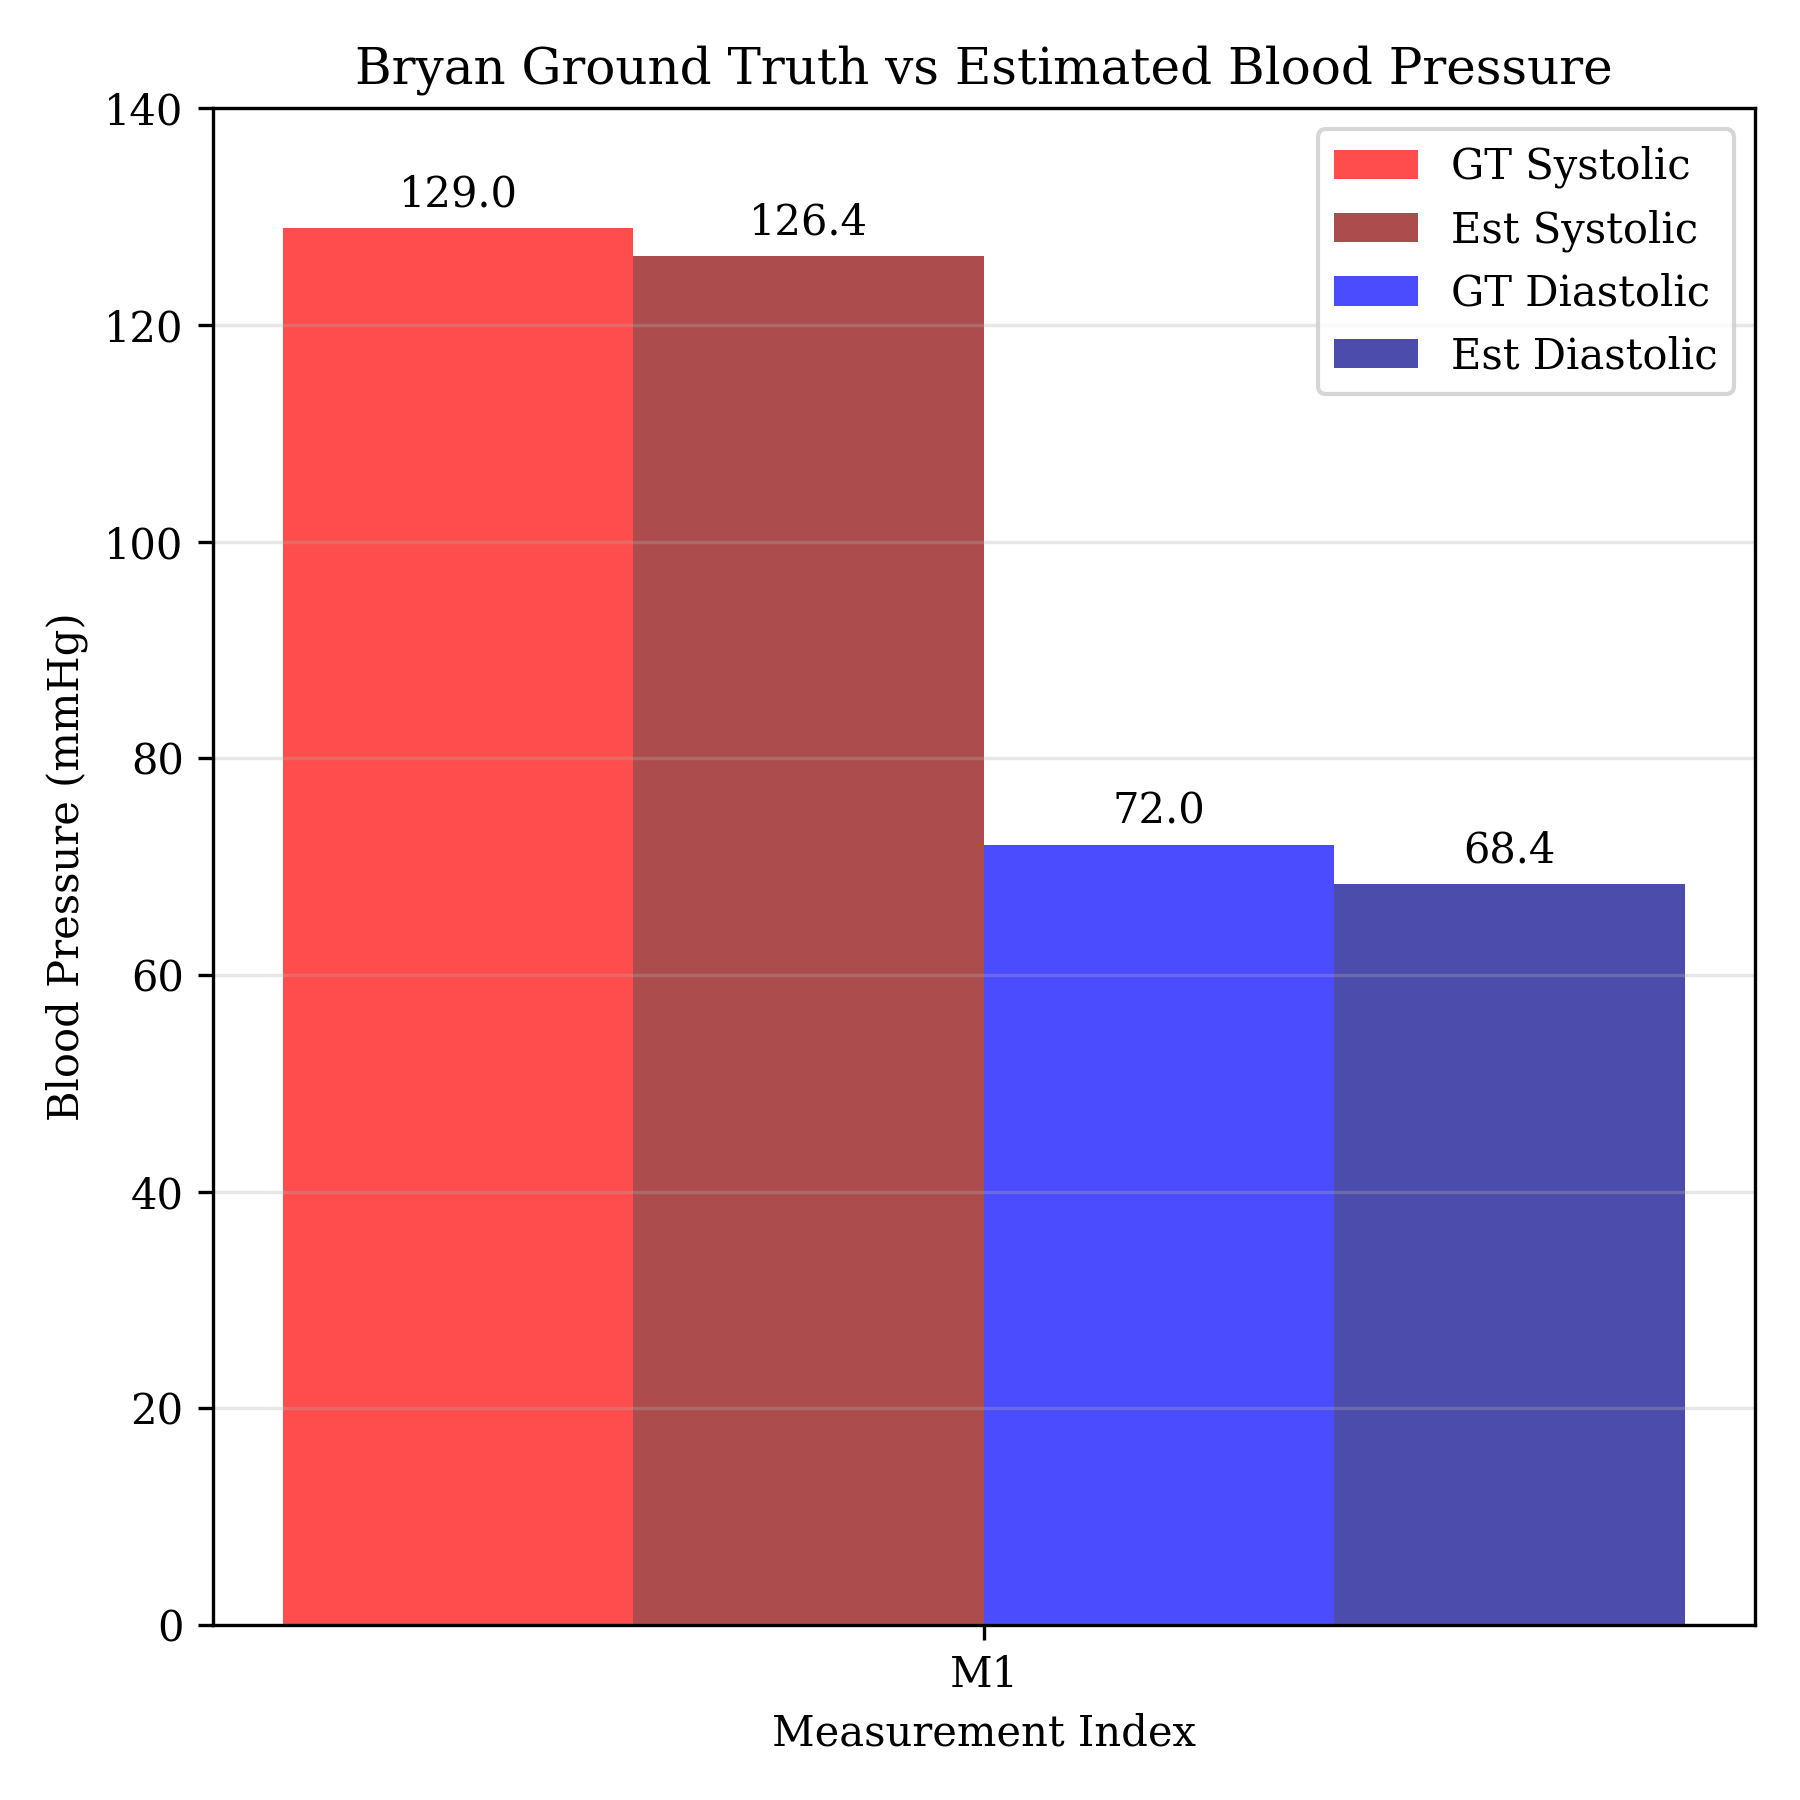 Bryan Ground Truth vs Estimated Blood Pressure
140
120
100
80
60
40
20
0
Blood Pressure (mmHg)
129.0
126.4
72.0
68.4
GT Systolic
Est Systolic
GT Diastolic
Est Diastolic
M1
Measurement Index